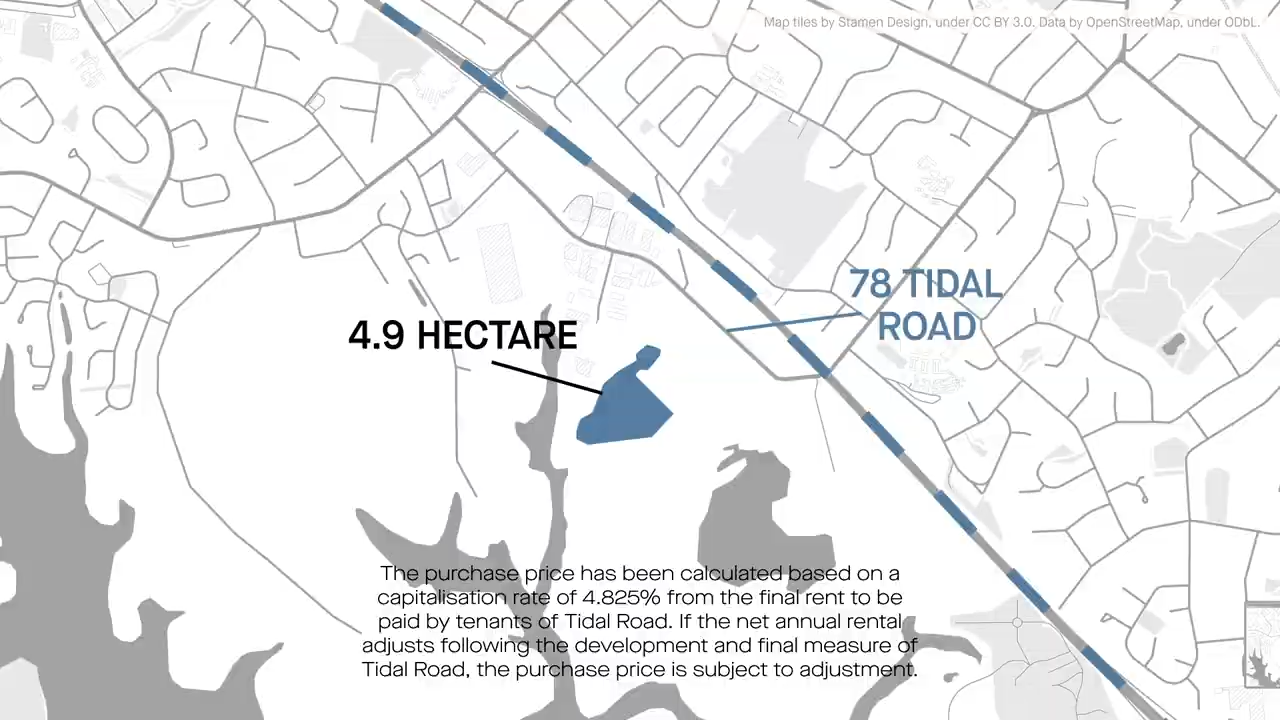 Map tiles by Stamen Design, under CC BY 3.0. Data by OpenStreetMap, under ODbL.
78 TIDAL
ROAD
4.9 HECTARE
The purchase price has been calculated based on a
capitalisation rate of 4.825% from the final rent to be
paid by tenants of Tidal Road. If the net annual rental
adjusts following the development and final measure of
Tidal Road, the purchase price is subject to adjustment.